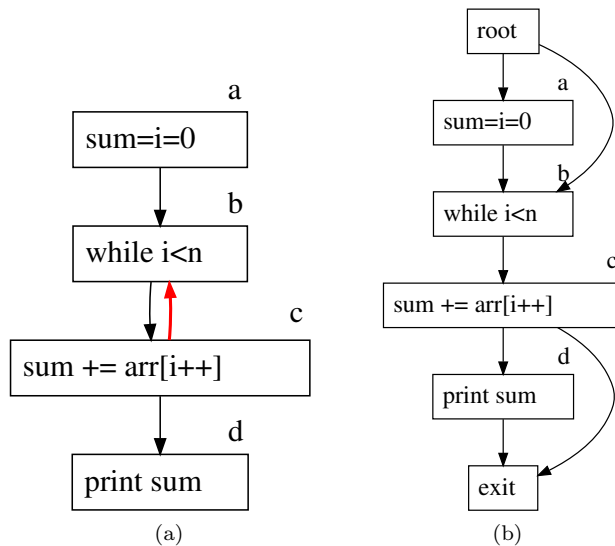 a
sum=i=0
b
while i<n
c
sum += arr[i++]
d
print sum
(a)
root
a
sum=i=0
b
while i<n
c
sum += arr[i++]
d
print sum
exit
(b)